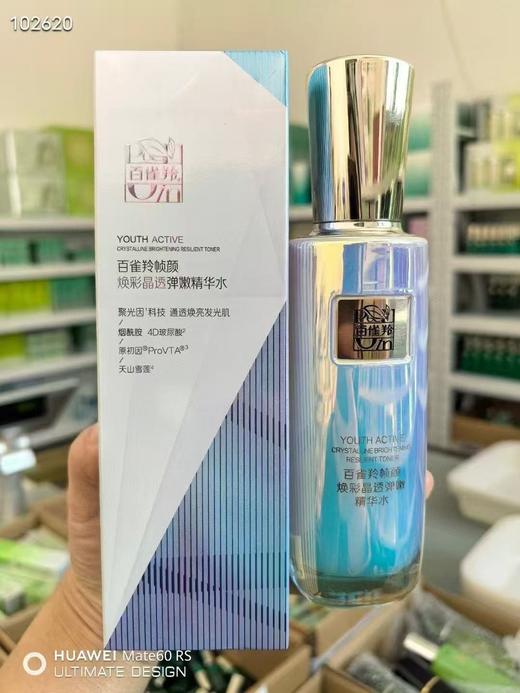 102620
百雀羚
YOUTH ACTIVE
CRYSTALLINE BRIGHTENING RESILIENT TONER
百雀羚帧颜
焕彩晶透弹嫩精华水
聚光因¹科技 通透焕亮发光肌
/
烟酰胺 4D玻尿酸²
/
原初因®ProVTA®³
/
天山雪莲⁴
百雀羚
YOUTH ACTIVE
CRYSTALLINE BRIGHTENING
RESILIENT TONER
百雀羚帧颜
焕彩晶透弹嫩
精华水
HUAWEI Mate60 RS
ULTIMATE DESIGN